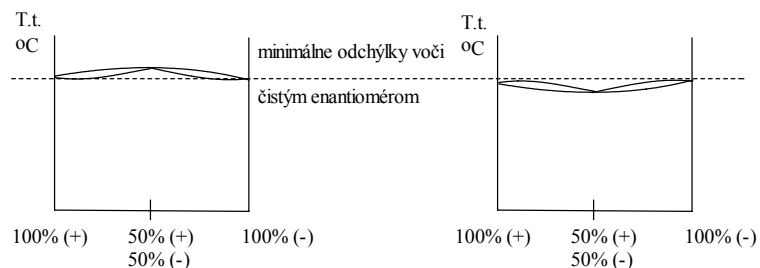 T.t.
oC
minimálne odchýlky voči
čistým enantiomérom
100% (+)
50% (+)
50% (-)
100% (-)
T.t.
oC
100% (+)
50% (+)
50% (-)
100% (-)